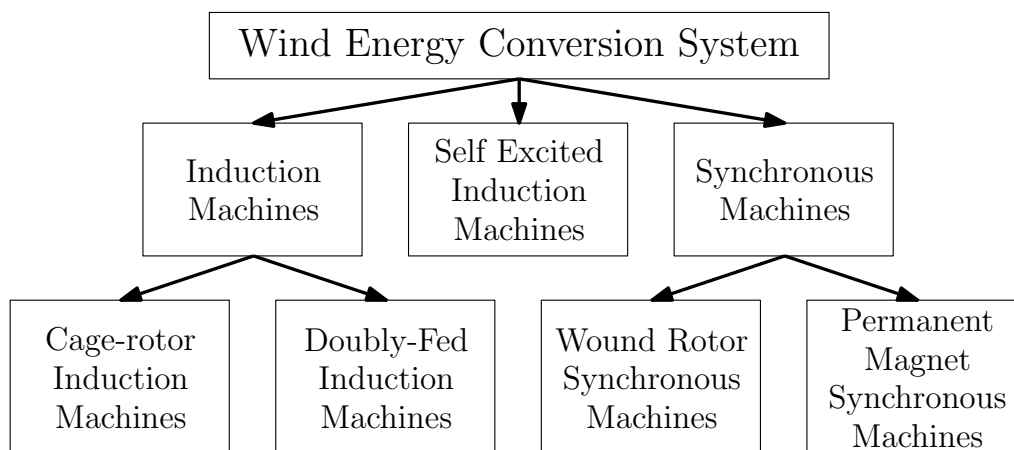 Wind Energy Conversion System
Induction
Machines
Self Excited
Induction
Machines
Synchronous
Machines
Cage-rotor
Induction
Machines
Doubly-Fed
Induction
Machines
Wound Rotor
Synchronous
Machines
Permanent
Magnet
Synchronous
Machines